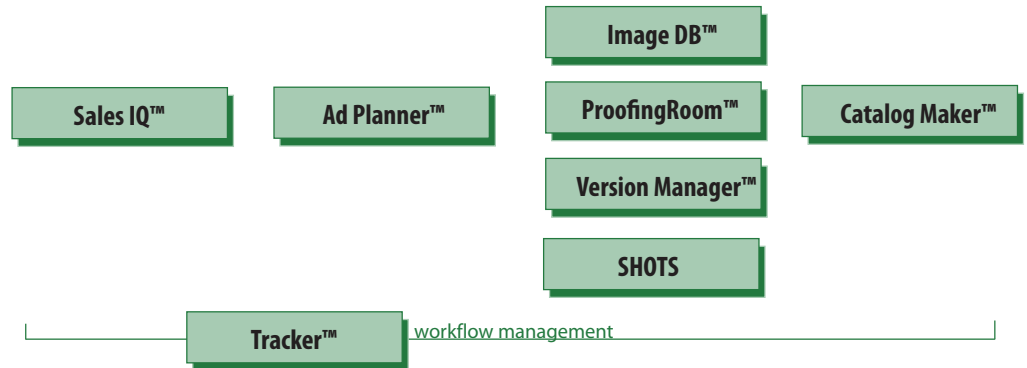 Image DB™
Sales IQ™
Ad Planner™
ProofingRoom™
Catalog Maker™
Version Manager™
SHOTS
Tracker™
workflow management